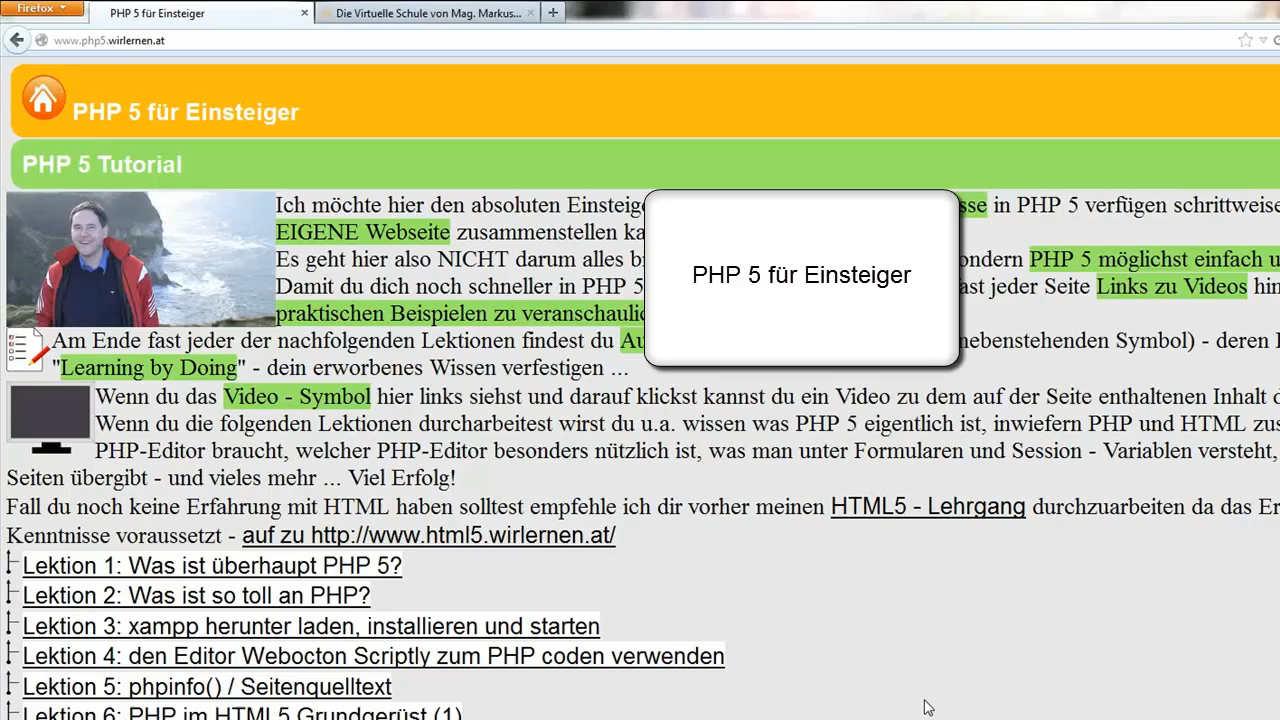 Firefox
PHP 5 für Einsteiger
Die Virtuelle Schule von Mag. Markus...
www.php5.wirlernen.at
PHP 5 für Einsteiger
PHP 5 Tutorial
Ich möchte hier den absoluten Einsteige sse in PHP 5 verfügen schrittweise
EIGENE Webseite zusammenstellen ka
Es geht hier also NICHT darum alles b ondern PHP 5 möglichst einfach u
Damit du dich noch schneller in PHP 5 ast jeder Seite Links zu Videos hin
praktischen Beispielen zu veranschaulic
PHP 5 für Einsteiger
Am Ende fast jeder der nachfolgenden Lektionen findest du Au nebenstehenden Symbol) - deren
"Learning by Doing" - dein erworbenes Wissen verfestigen ...
Wenn du das Video - Symbol hier links siehst und darauf klickst kannst du ein Video zu dem auf der Seite enthaltenen Inhalt
Wenn du die folgenden Lektionen durcharbeitest wirst du u.a. wissen was PHP 5 eigentlich ist, inwiefern PHP und HTML zus
PHP-Editor braucht, welcher PHP-Editor besonders nützlich ist, was man unter Formularen und Session - Variablen versteht,
Seiten übergibt - und vieles mehr ... Viel Erfolg!
Fall du noch keine Erfahrung mit HTML haben solltest empfehle ich dir vorher meinen HTML5 - Lehrgang durchzuarbeiten da das Er
Kenntnisse voraussetzt - auf zu http://www.html5.wirlernen.at/
Lektion 1: Was ist überhaupt PHP 5?
Lektion 2: Was ist so toll an PHP?
Lektion 3: xampp herunter laden, installieren und starten
Lektion 4: den Editor Webocton Scriptly zum PHP coden verwenden
Lektion 5: phpinfo() / Seitenquelltext
Lektion 6: PHP im HTML5 Grundgerüst (1)